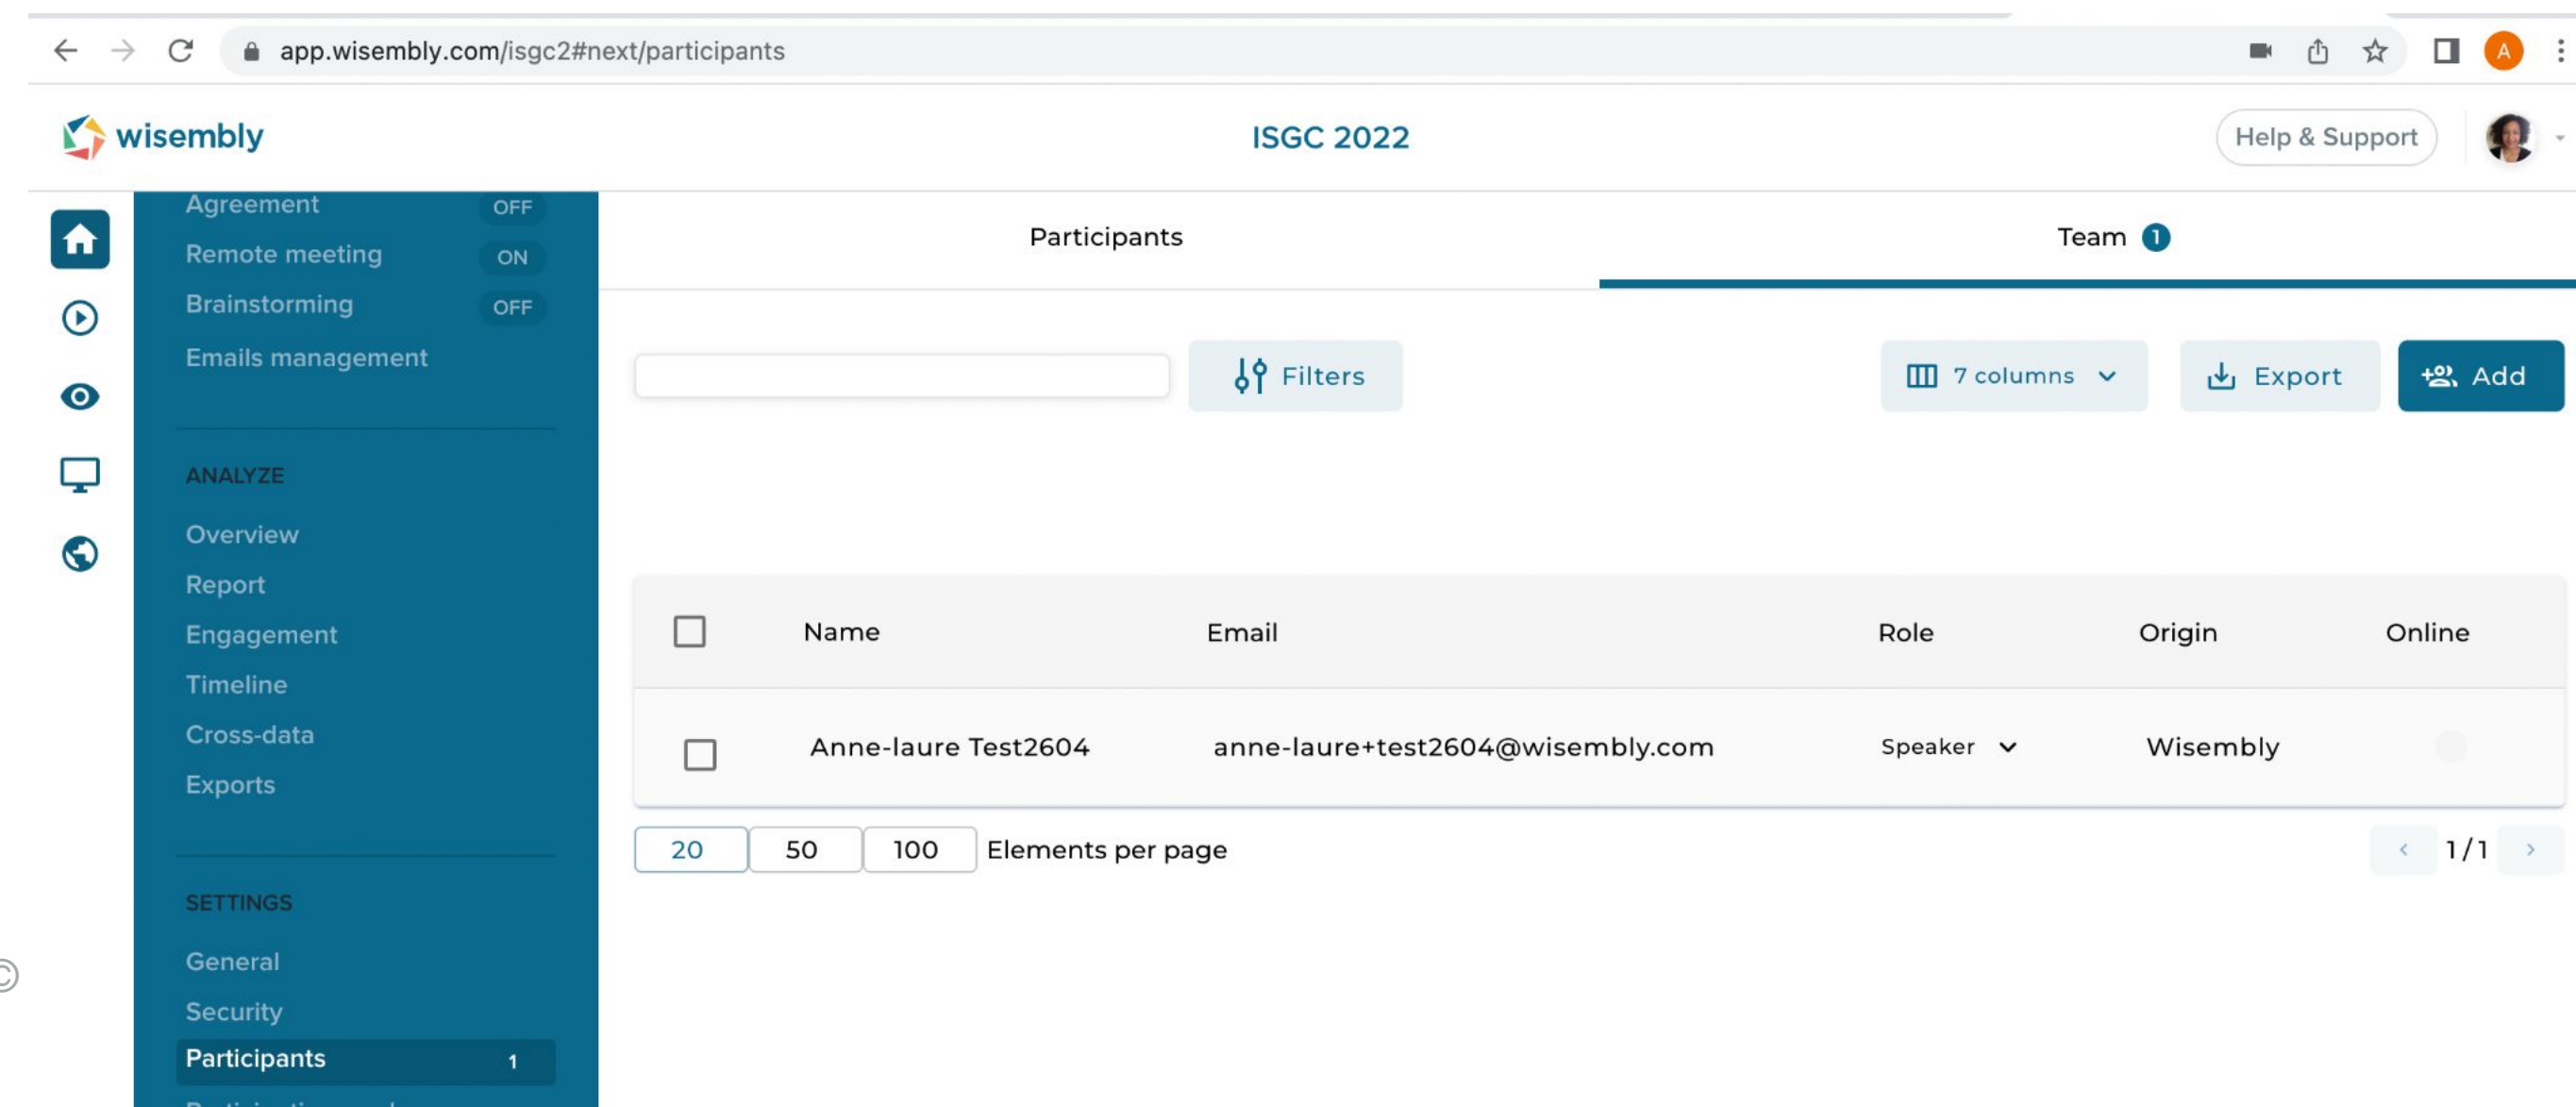 app.wisembly.com/isgc2#next/participants
A
wisembly
ISGC 2022
Help & Support
Agreement OFF
Remote meeting ON
Brainstorming OFF
Emails management
ANALYZE
Overview
Report
Engagement
Timeline
Cross-data
Exports
SETTINGS
General
Security
Participants 1
Participants
Team 1
Filters
7 columns
Export
Add
Name Email Role Origin Online
Anne-laure Test2604 anne-laure+test2604@wisembly.com Speaker Wisembly
20 50 100 Elements per page
1/1
©